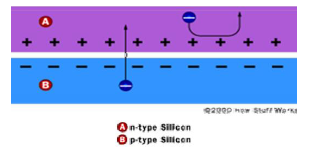 A
+ + + + + + + + +
– – – – – – – – –
B
©2000 How Stuff Works
A n-type Silicon
B p-type Silicon